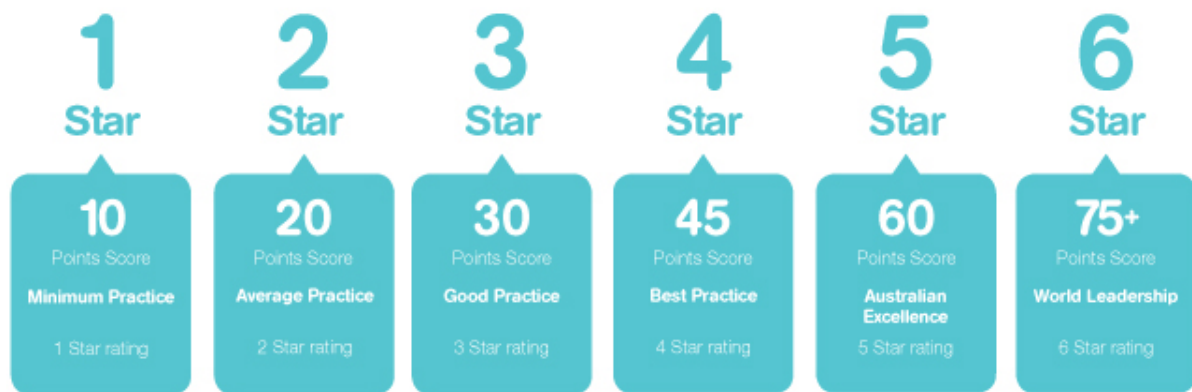 1
Star
10
Points Score
Minimum Practice
1 Star rating
2
Star
20
Points Score
Average Practice
2 Star rating
3
Star
30
Points Score
Good Practice
3 Star rating
4
Star
45
Points Score
Best Practice
4 Star rating
5
Star
60
Points Score
Australian
Excellence
5 Star rating
6
Star
75+
Points Score
World Leadership
6 Star rating